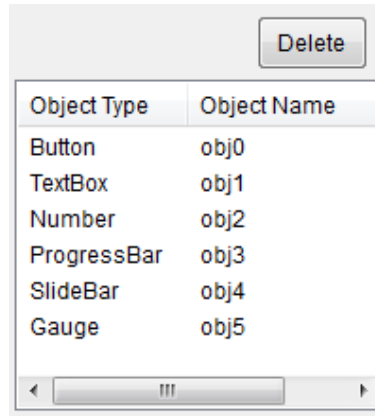 Delete
Object Type Object Name
Button obj0
TextBox obj1
Number obj2
ProgressBar obj3
SlideBar obj4
Gauge obj5